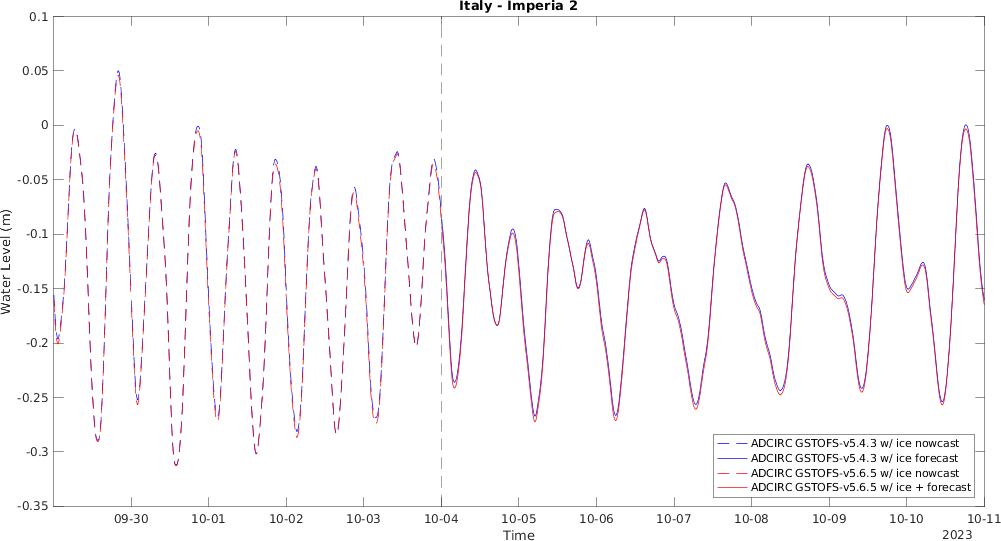 Italy - Imperia 2
0.1
0.05
0
-0.05
-0.1
-0.15
-0.2
-0.25
-0.3
-0.35
Water Level (m)
ADCIRC GSTOFS-v5.4.3 w/ ice nowcast
ADCIRC GSTOFS-v5.4.3 w/ ice forecast
ADCIRC GSTOFS-v5.6.5 w/ ice nowcast
ADCIRC GSTOFS-v5.6.5 w/ ice + forecast
09-30 10-01 10-02 10-03 10-04 10-05 10-06 10-07 10-08 10-09 10-10 10-11
Time
2023